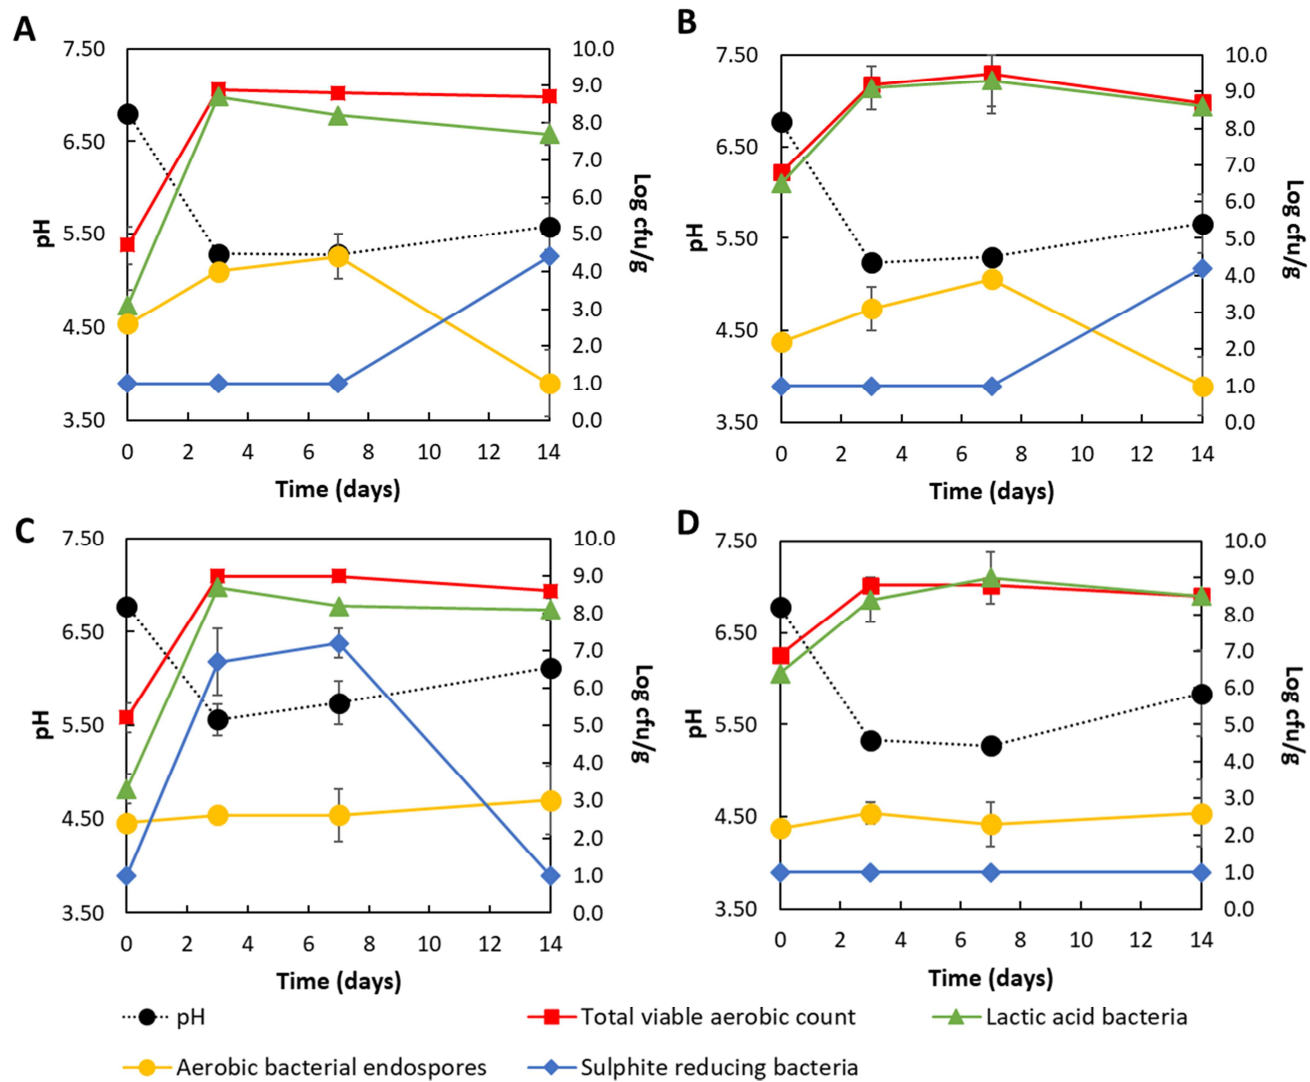 A
7.50
6.50
5.50
4.50
3.50
pH
10.0
9.0
8.0
7.0
6.0
5.0
4.0
3.0
2.0
1.0
0.0
Log cfu/g
0 2 4 6 8 10 12 14
Time (days)
B
7.50
6.50
5.50
4.50
3.50
pH
10.0
9.0
8.0
7.0
6.0
5.0
4.0
3.0
2.0
1.0
0.0
Log cfu/g
0 2 4 6 8 10 12 14
Time (days)
C
7.50
6.50
5.50
4.50
3.50
pH
10.0
9.0
8.0
7.0
6.0
5.0
4.0
3.0
2.0
1.0
0.0
Log cfu/g
0 2 4 6 8 10 12 14
Time (days)
D
7.50
6.50
5.50
4.50
3.50
pH
10.0
9.0
8.0
7.0
6.0
5.0
4.0
3.0
2.0
1.0
0.0
Log cfu/g
0 2 4 6 8 10 12 14
Time (days)
pH Total viable aerobic count Lactic acid bacteria
Aerobic bacterial endospores Sulphite reducing bacteria